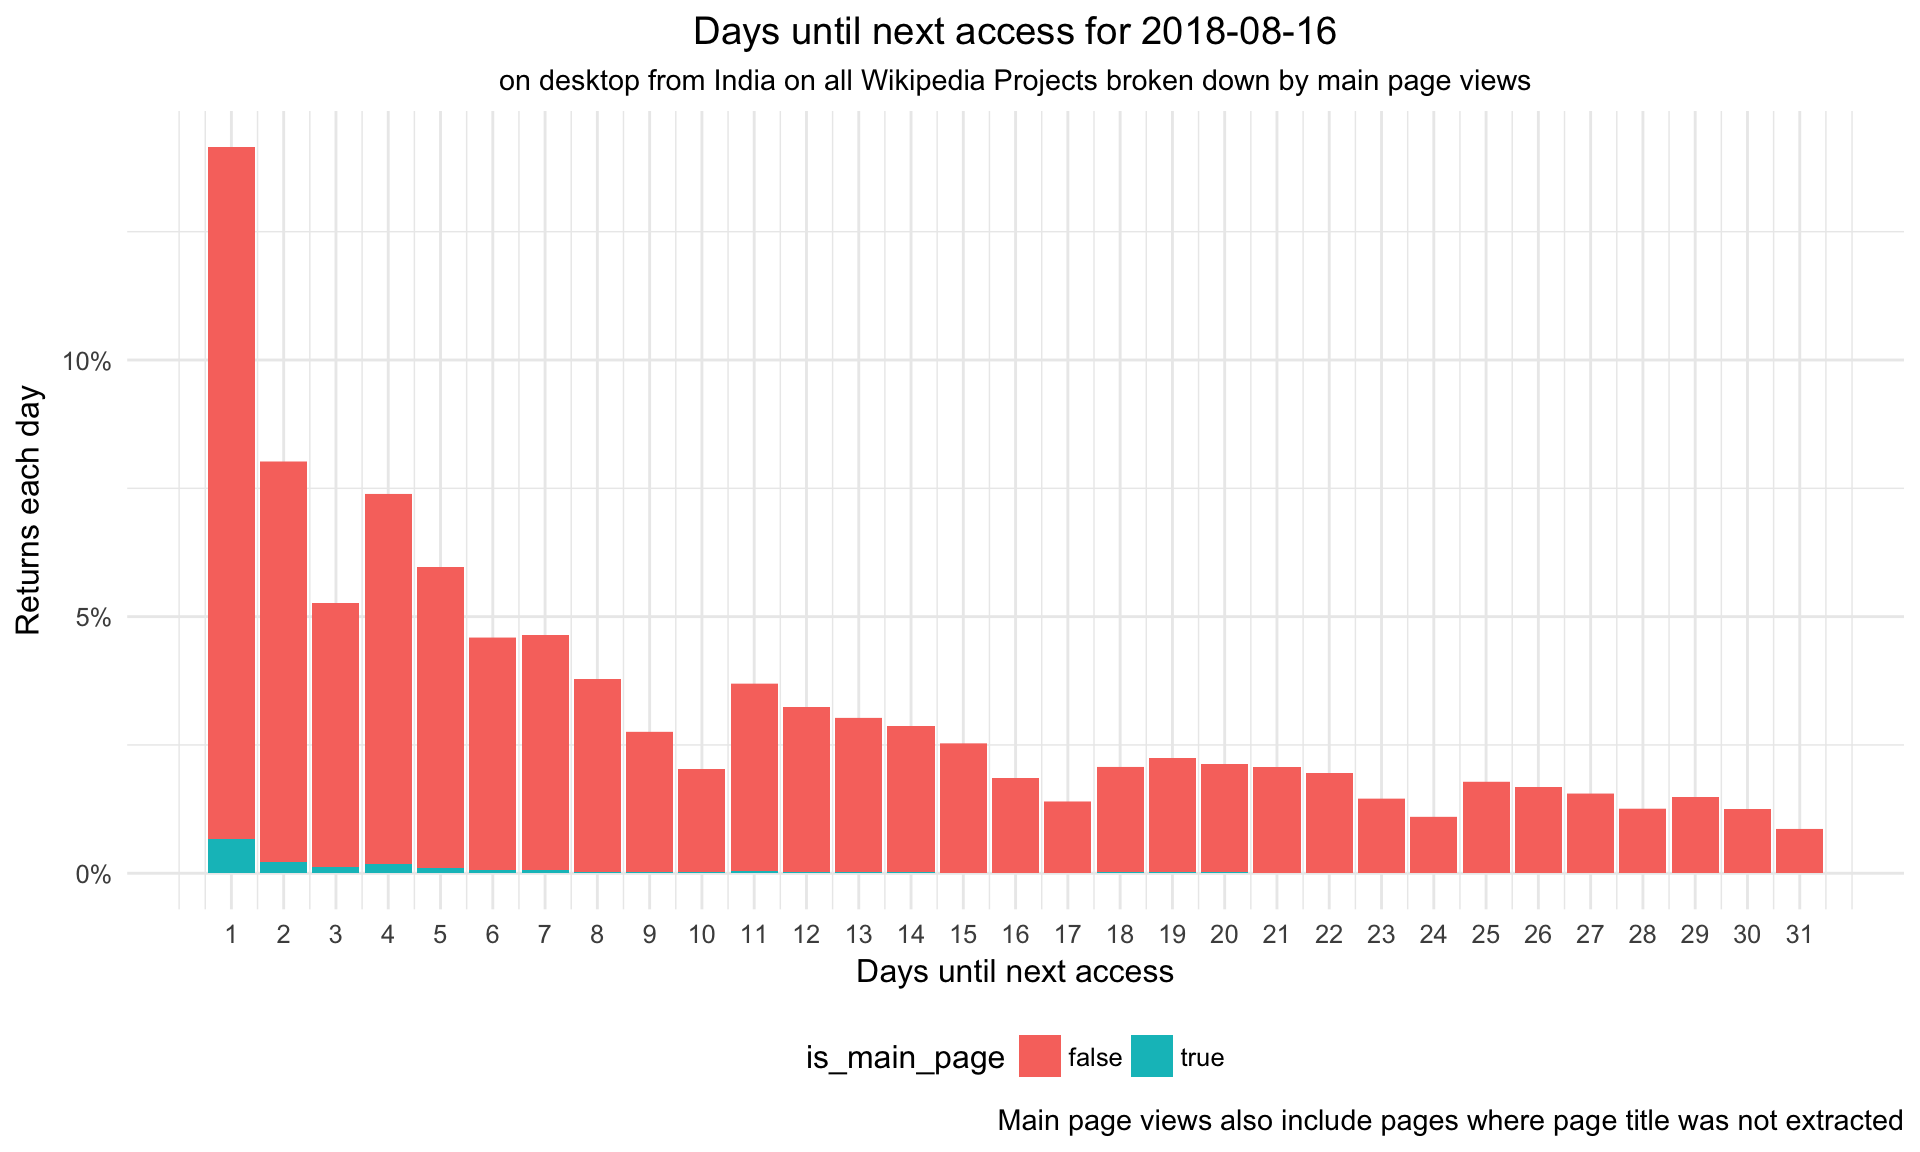 Days until next access for 2018-08-16
on desktop from India on all Wikipedia Projects broken down by main page views
Returns each day
10%
5%
0%
1 2 3 4 5 6 7 8 9 10 11 12 13 14 15 16 17 18 19 20 21 22 23 24 25 26 27 28 29 30 31
Days until next access
is_main_page false true
Main page views also include pages where page title was not extracted